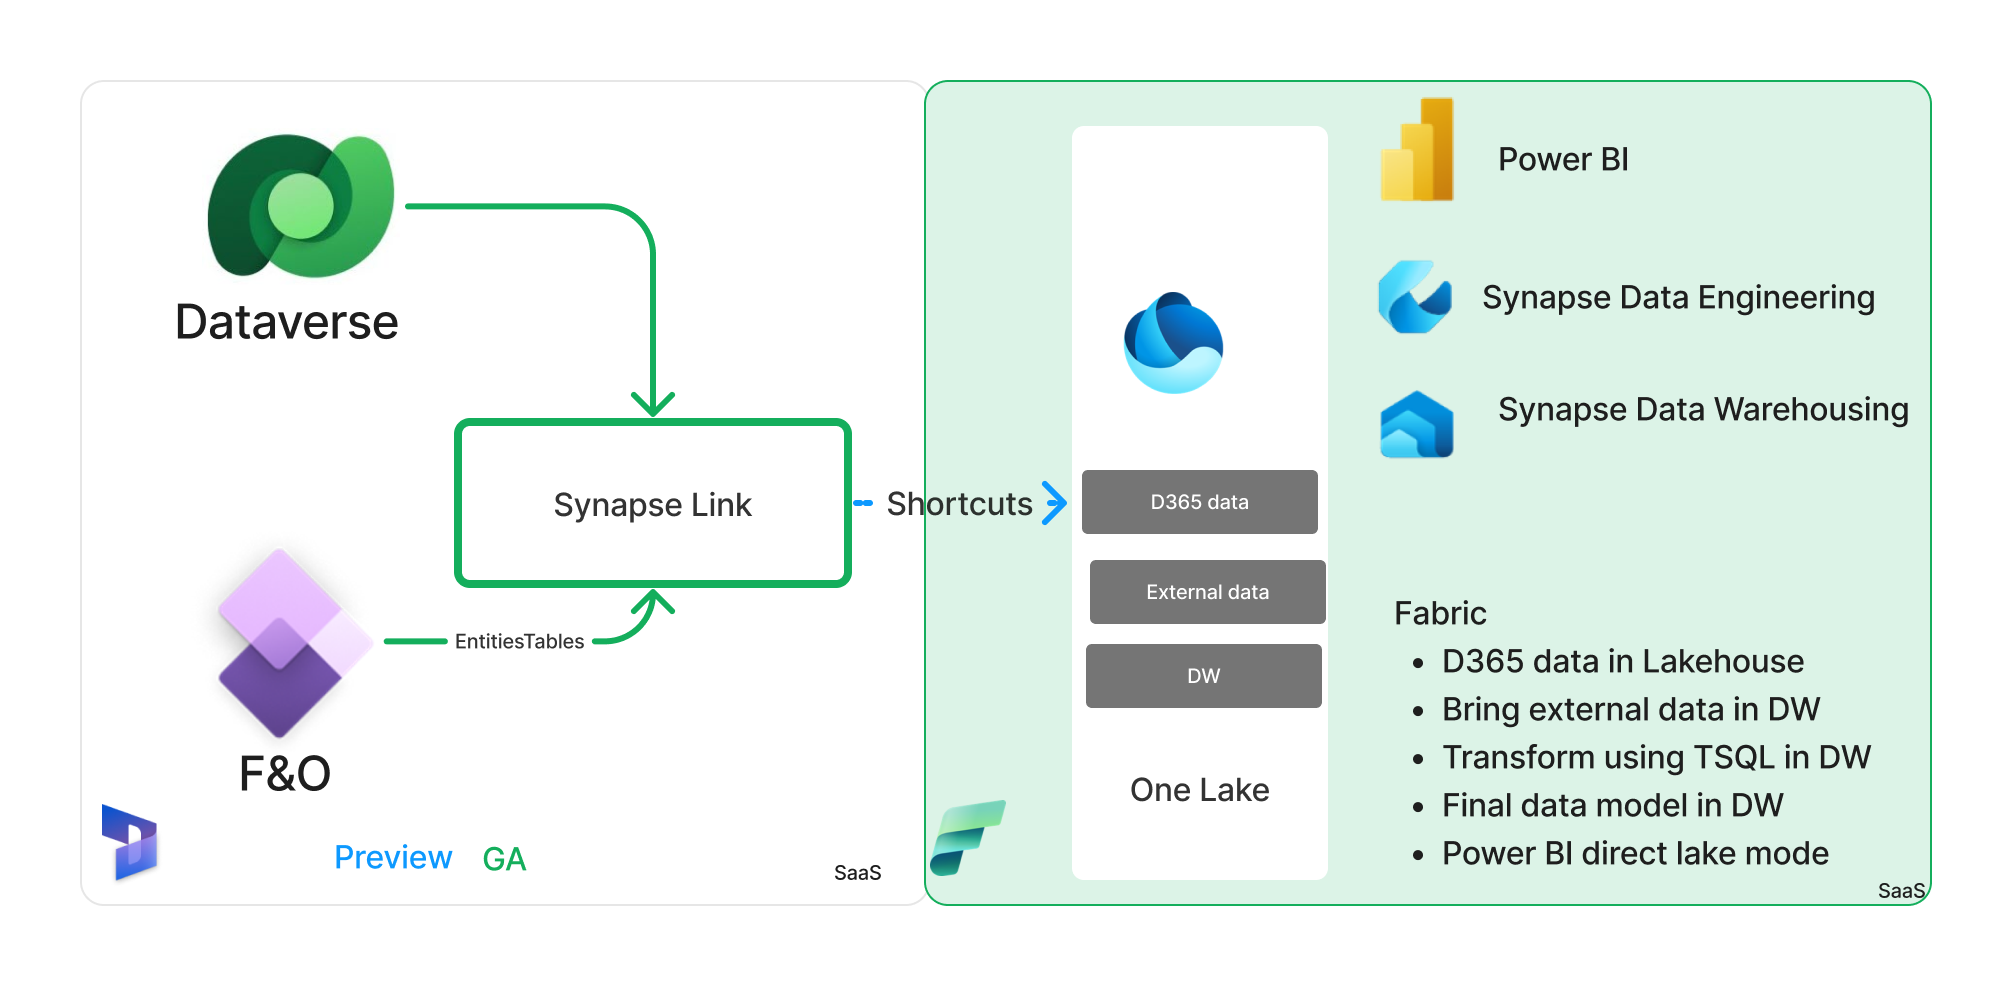 Dataverse
Synapse Link
EntitiesTables
F&O
Preview
GA
SaaS
Shortcuts
D365 data
External data
DW
One Lake
Power BI
Synapse Data Engineering
Synapse Data Warehousing
Fabric
• D365 data in Lakehouse
• Bring external data in DW
• Transform using TSQL in DW
• Final data model in DW
• Power BI direct lake mode
SaaS